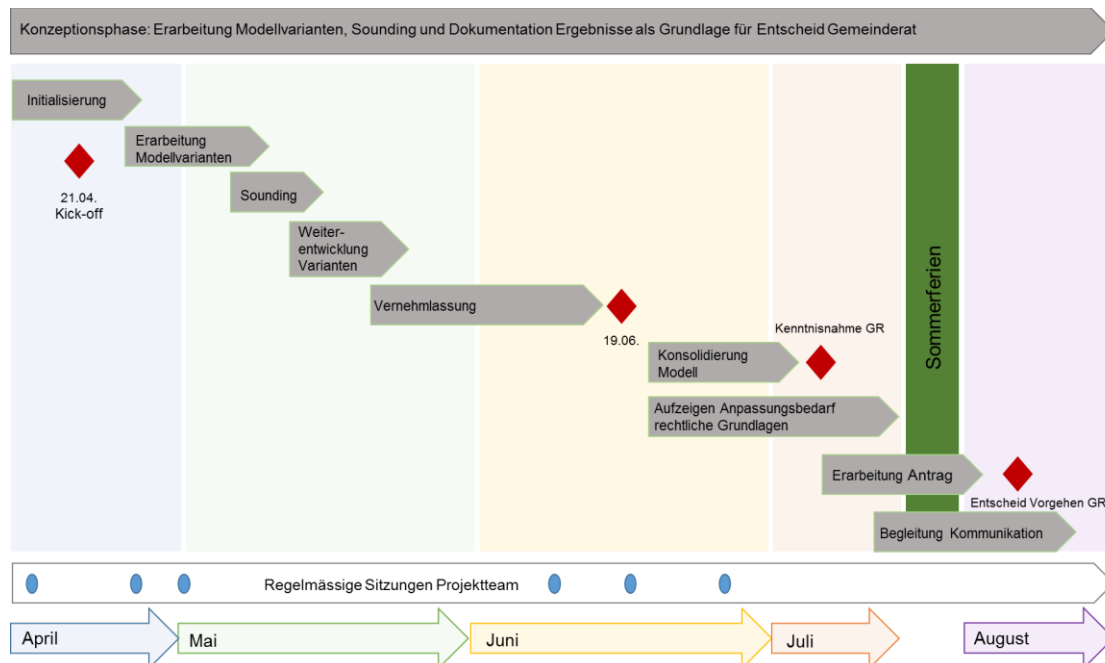 Konzeptionsphase: Erarbeitung Modellvarianten, Sounding und Dokumentation Ergebnisse als Grundlage für Entscheid Gemeinderat
Initialisierung
Erarbeitung
Modellvarianten
21.04.
Kick-off
Sounding
Weiter-
entwicklung
Varianten
Vernehmlassung
19.06.
Kenntnisnahme GR
Konsolidierung
Modell
Aufzeigen Anpassungsbedarf
rechtliche Grundlagen
Sommerferien
Erarbeitung Antrag
Entscheid Vorgehen GR
Begleitung Kommunikation
Regelmässige Sitzungen Projektteam
April
Mai
Juni
Juli
August